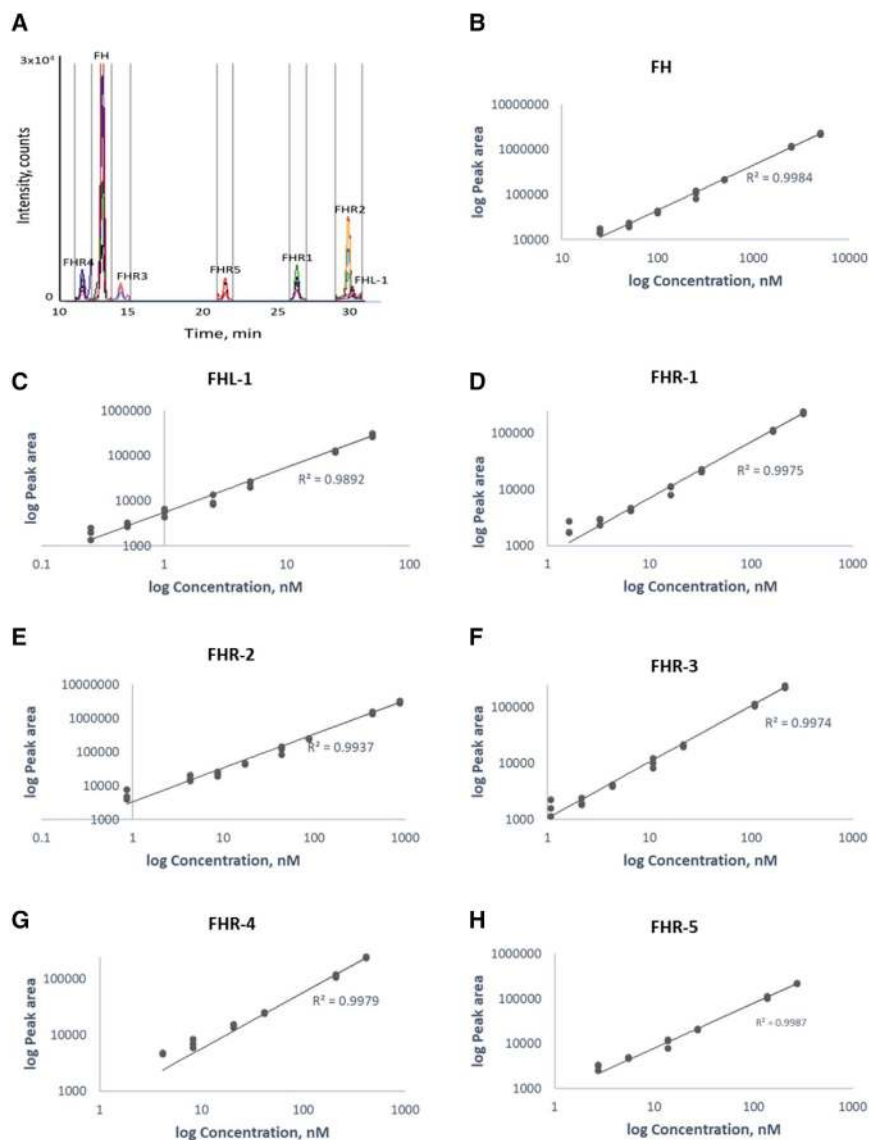 A
3x10⁴
FH
Intensity, counts
FHR4
FHR3
FHR5
FHR1
FHR2
FHL-1
0
10 15 20 25 30
Time, min
B
FH
10000000
1000000
100000
10000
log Peak area
R² = 0.9984
10 100 1000 10000
log Concentration, nM
C
FHL-1
1000000
100000
10000
1000
log Peak area
R² = 0.9892
0.1 1 10 100
log Concentration, nM
D
FHR-1
100000
10000
1000
log Peak area
R² = 0.9975
1 10 100 1000
log Concentration, nM
E
FHR-2
10000000
1000000
100000
10000
1000
log Peak area
R² = 0.9937
0.1 1 10 100 1000
log Concentration, nM
F
FHR-3
100000
10000
1000
log Peak area
R² = 0.9974
1 10 100 1000
log Concentration, nM
G
FHR-4
100000
10000
1000
log Peak area
R² = 0.9979
1 10 100 1000
log Concentration, nM
H
FHR-5
1000000
100000
10000
1000
log Peak area
R² = 0.9987
1 10 100 1000
log Concentration, nM